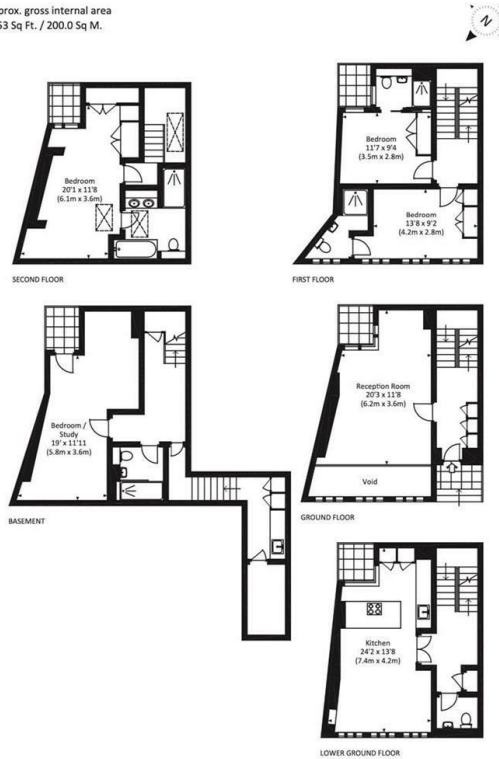 prox. gross internal area
53 Sq Ft. / 200.0 Sq M.
N
Bedroom
20'1 x 11'8
(6.1m x 3.6m)
SECOND FLOOR
Bedroom
11'7 x 9'4
(3.5m x 2.8m)
Bedroom
13'8 x 9'2
(4.2m x 2.8m)
FIRST FLOOR
Bedroom /
Study
19' x 11'11
(5.8m x 3.6m)
BASEMENT
Reception Room
20'3 x 11'8
(6.2m x 3.6m)
Void
GROUND FLOOR
Kitchen
24'2 x 13'8
(7.4m x 4.2m)
LOWER GROUND FLOOR